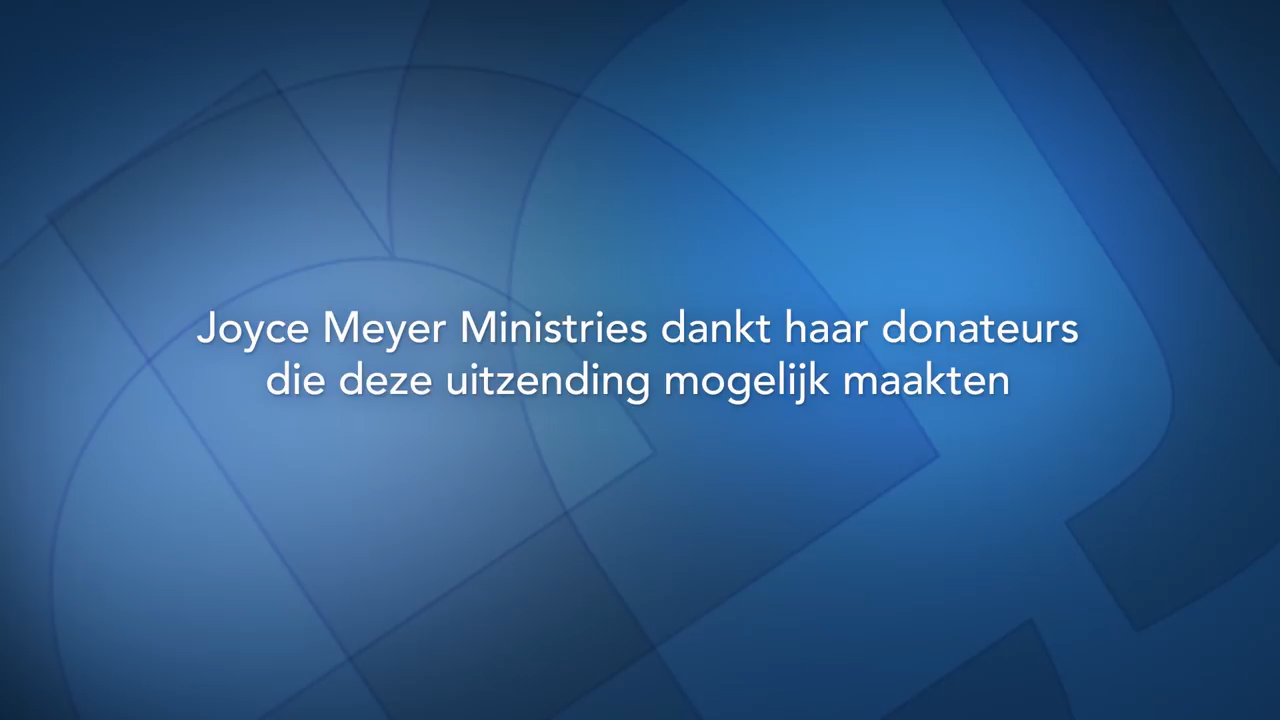 Joyce Meyer Ministries dankt haar donateurs
die deze uitzending mogelijk maakten